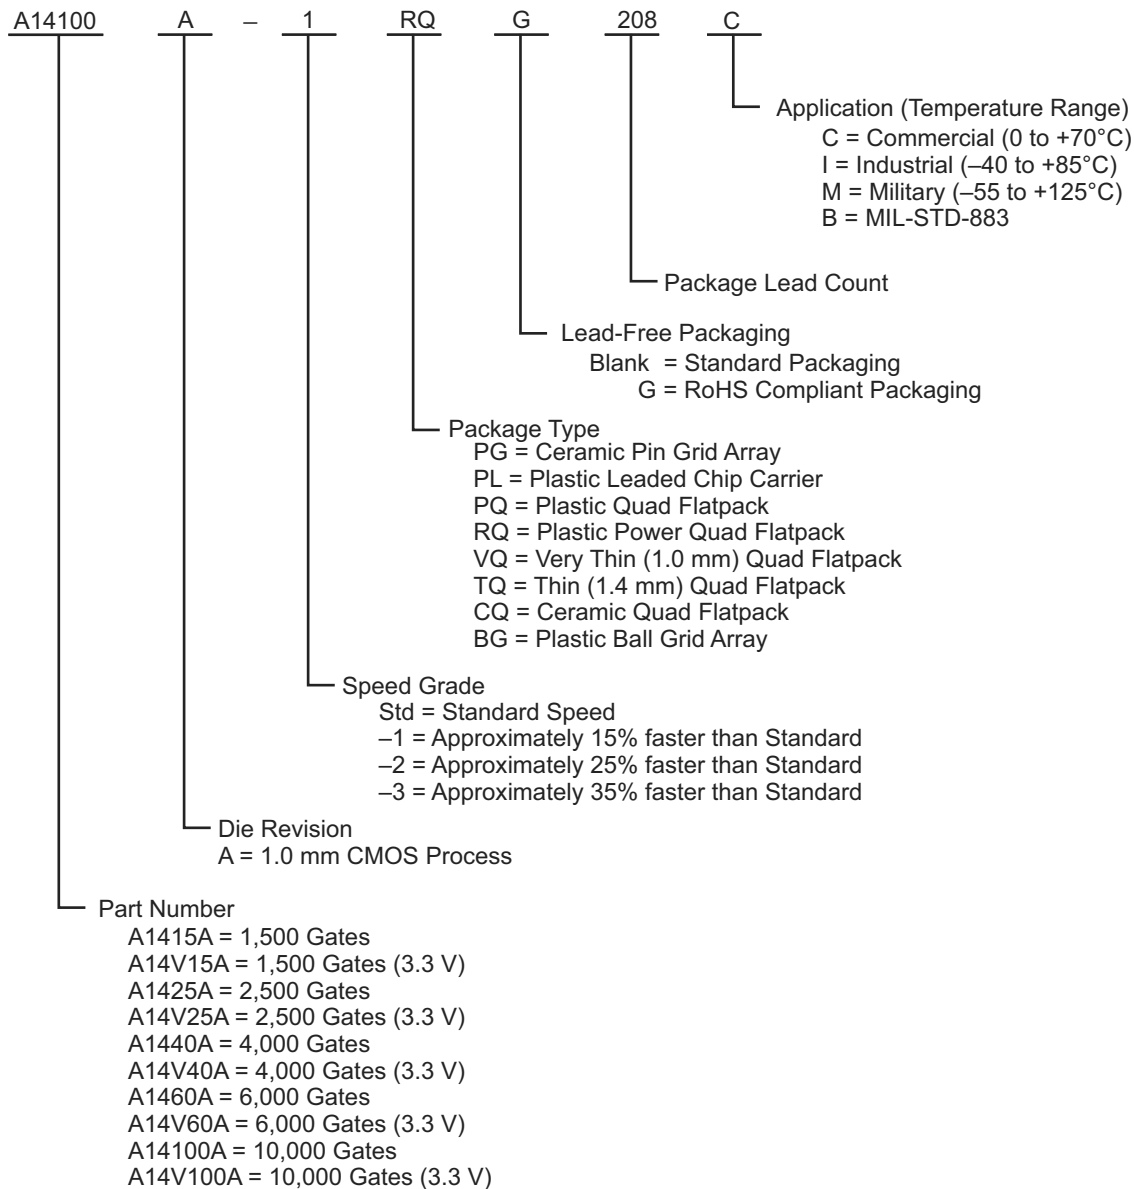 A14100 A – 1 RQ G 208 C
Application (Temperature Range)
C = Commercial (0 to +70°C)
I = Industrial (–40 to +85°C)
M = Military (–55 to +125°C)
B = MIL-STD-883
Package Lead Count
Lead-Free Packaging
Blank = Standard Packaging
G = RoHS Compliant Packaging
Package Type
PG = Ceramic Pin Grid Array
PL = Plastic Leaded Chip Carrier
PQ = Plastic Quad Flatpack
RQ = Plastic Power Quad Flatpack
VQ = Very Thin (1.0 mm) Quad Flatpack
TQ = Thin (1.4 mm) Quad Flatpack
CQ = Ceramic Quad Flatpack
BG = Plastic Ball Grid Array
Speed Grade
Std = Standard Speed
–1 = Approximately 15% faster than Standard
–2 = Approximately 25% faster than Standard
–3 = Approximately 35% faster than Standard
Die Revision
A = 1.0 mm CMOS Process
Part Number
A1415A = 1,500 Gates
A14V15A = 1,500 Gates (3.3 V)
A1425A = 2,500 Gates
A14V25A = 2,500 Gates (3.3 V)
A1440A = 4,000 Gates
A14V40A = 4,000 Gates (3.3 V)
A1460A = 6,000 Gates
A14V60A = 6,000 Gates (3.3 V)
A14100A = 10,000 Gates
A14V100A = 10,000 Gates (3.3 V)